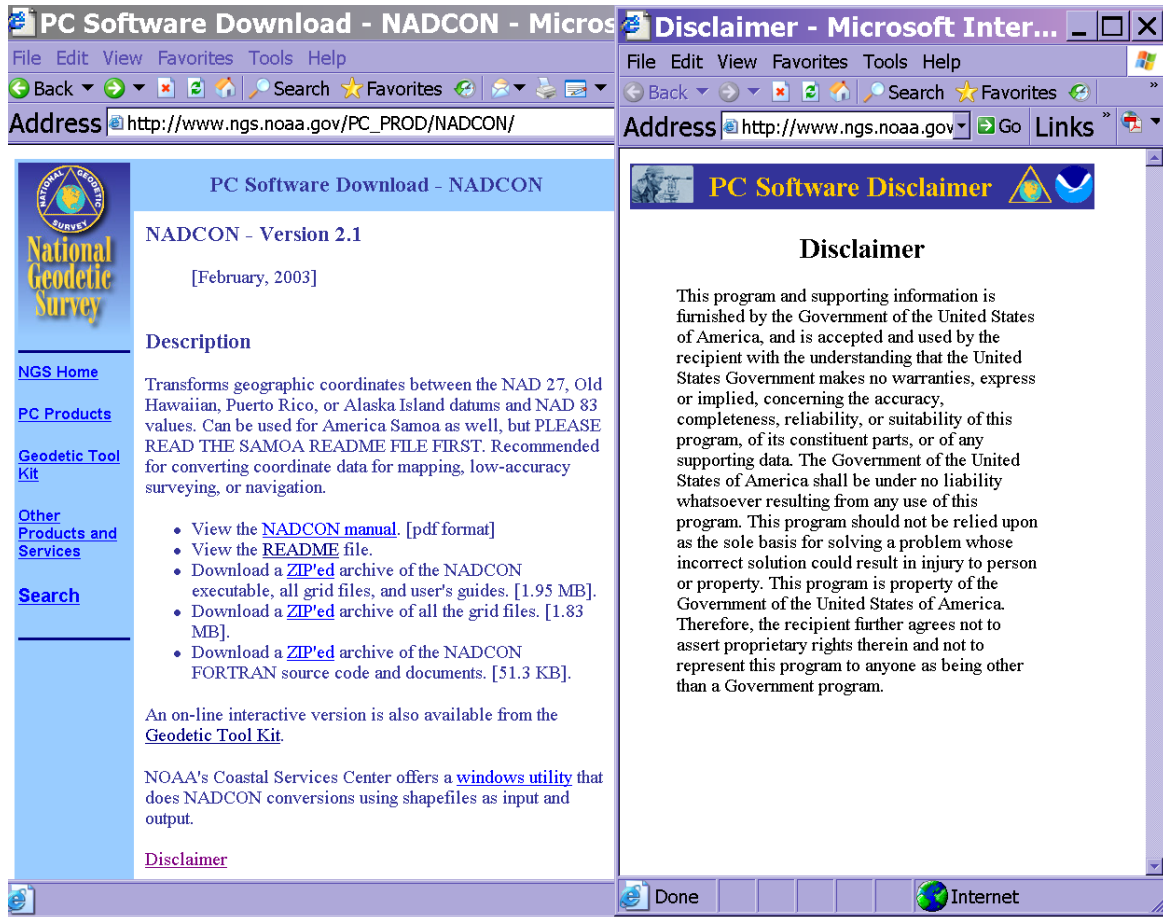 PC Software Download - NADCON - Micros
File Edit View Favorites Tools Help
Back Search Favorites
Address http://www.ngs.noaa.gov/PC_PROD/NADCON/
NATIONAL GEODETIC SURVEY
National
Geodetic
Survey
NGS Home
PC Products
Geodetic Tool
Kit
Other
Products and
Services
Search
PC Software Download - NADCON
NADCON - Version 2.1
[February, 2003]
Description
Transforms geographic coordinates between the NAD 27, Old
Hawaiian, Puerto Rico, or Alaska Island datums and NAD 83
values. Can be used for America Samoa as well, but PLEASE
READ THE SAMOA README FILE FIRST. Recommended
for converting coordinate data for mapping, low-accuracy
surveying, or navigation.
• View the NADCON manual. [pdf format]
• View the README file.
• Download a ZIP'ed archive of the NADCON
executable, all grid files, and user's guides. [1.95 MB].
• Download a ZIP'ed archive of all the grid files. [1.83
MB].
• Download a ZIP'ed archive of the NADCON
FORTRAN source code and documents. [51.3 KB].
An on-line interactive version is also available from the
Geodetic Tool Kit.
NOAA's Coastal Services Center offers a windows utility that
does NADCON conversions using shapefiles as input and
output.
Disclaimer
Disclaimer - Microsoft Inter...
File Edit View Favorites Tools Help
Back Search Favorites »
Address http://www.ngs.noaa.gov Go Links »
PC Software Disclaimer
Disclaimer
This program and supporting information is
furnished by the Government of the United States
of America, and is accepted and used by the
recipient with the understanding that the United
States Government makes no warranties, express
or implied, concerning the accuracy,
completeness, reliability, or suitability of this
program, of its constituent parts, or of any
supporting data. The Government of the United
States of America shall be under no liability
whatsoever resulting from any use of this
program. This program should not be relied upon
as the sole basis for solving a problem whose
incorrect solution could result in injury to person
or property. This program is property of the
Government of the United States of America.
Therefore, the recipient further agrees not to
assert proprietary rights therein and not to
represent this program to anyone as being other
than a Government program.
Done Internet